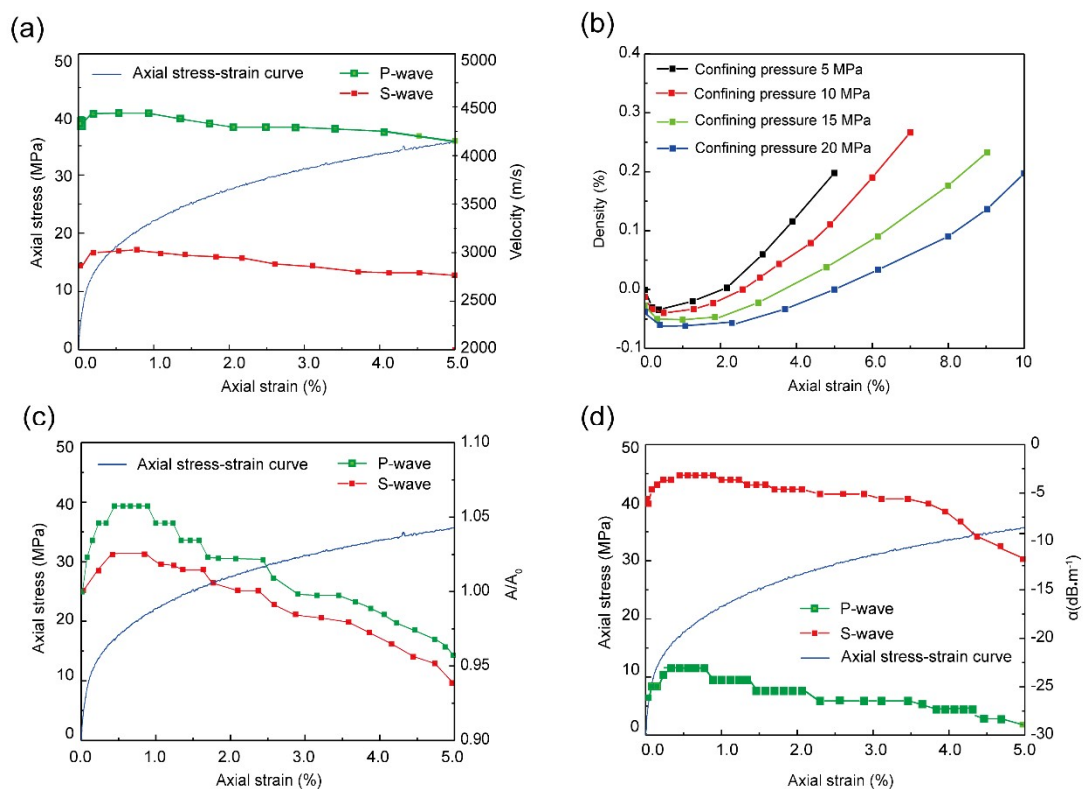 (a)
50
40
30
20
10
0
Axial stress (MPa)
Axial stress-strain curve
P-wave
S-wave
5000
4500
4000
3500
3000
2500
2000
Velocity (m/s)
0.0 1.0 2.0 3.0 4.0 5.0
Axial strain (%)
(b)
0.4
0.2
0.1
0.0
-0.1
Density (%)
Confining pressure 5 MPa
Confining pressure 10 MPa
Confining pressure 15 MPa
Confining pressure 20 MPa
0.0 2.0 4.0 6.0 8.0 10
Axial strain (%)
(c)
50
40
30
20
10
0
Axial stress (MPa)
Axial stress-strain curve
P-wave
S-wave
1.10
1.05
1.00
0.95
0.90
A/A₀
0.0 1.0 2.0 3.0 4.0 5.0
Axial strain (%)
(d)
50
40
30
20
10
0
Axial stress (MPa)
P-wave
S-wave
Axial stress-strain curve
0
-5
-10
-15
-20
-25
-30
α(dB.m⁻¹)
0.0 1.0 2.0 3.0 4.0 5.0
Axial strain (%)